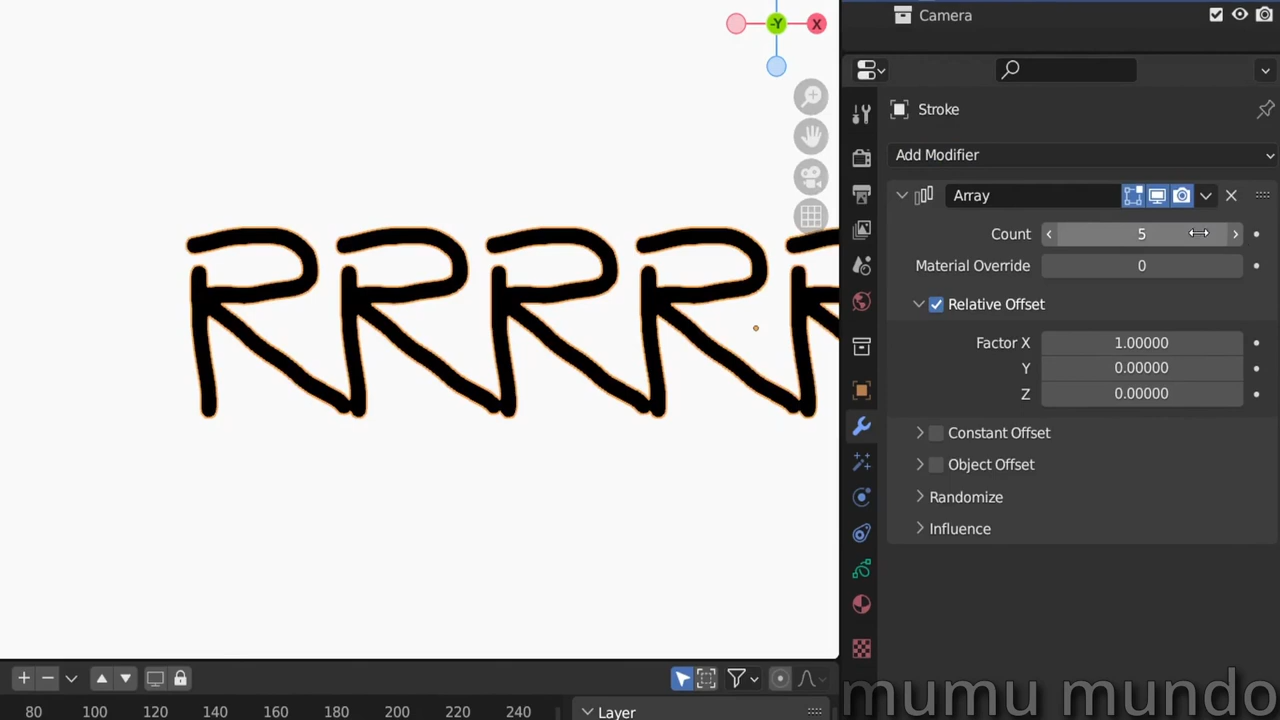 Camera
-Y X
Stroke
Add Modifier
Array
Count 5
Material Override 0
Relative Offset
Factor X 1.00000
Y 0.00000
Z 0.00000
Constant Offset
Object Offset
Randomize
Influence
RRRRR
80 100 120 140 160 180 200 220 240
Layer
mumu mundo